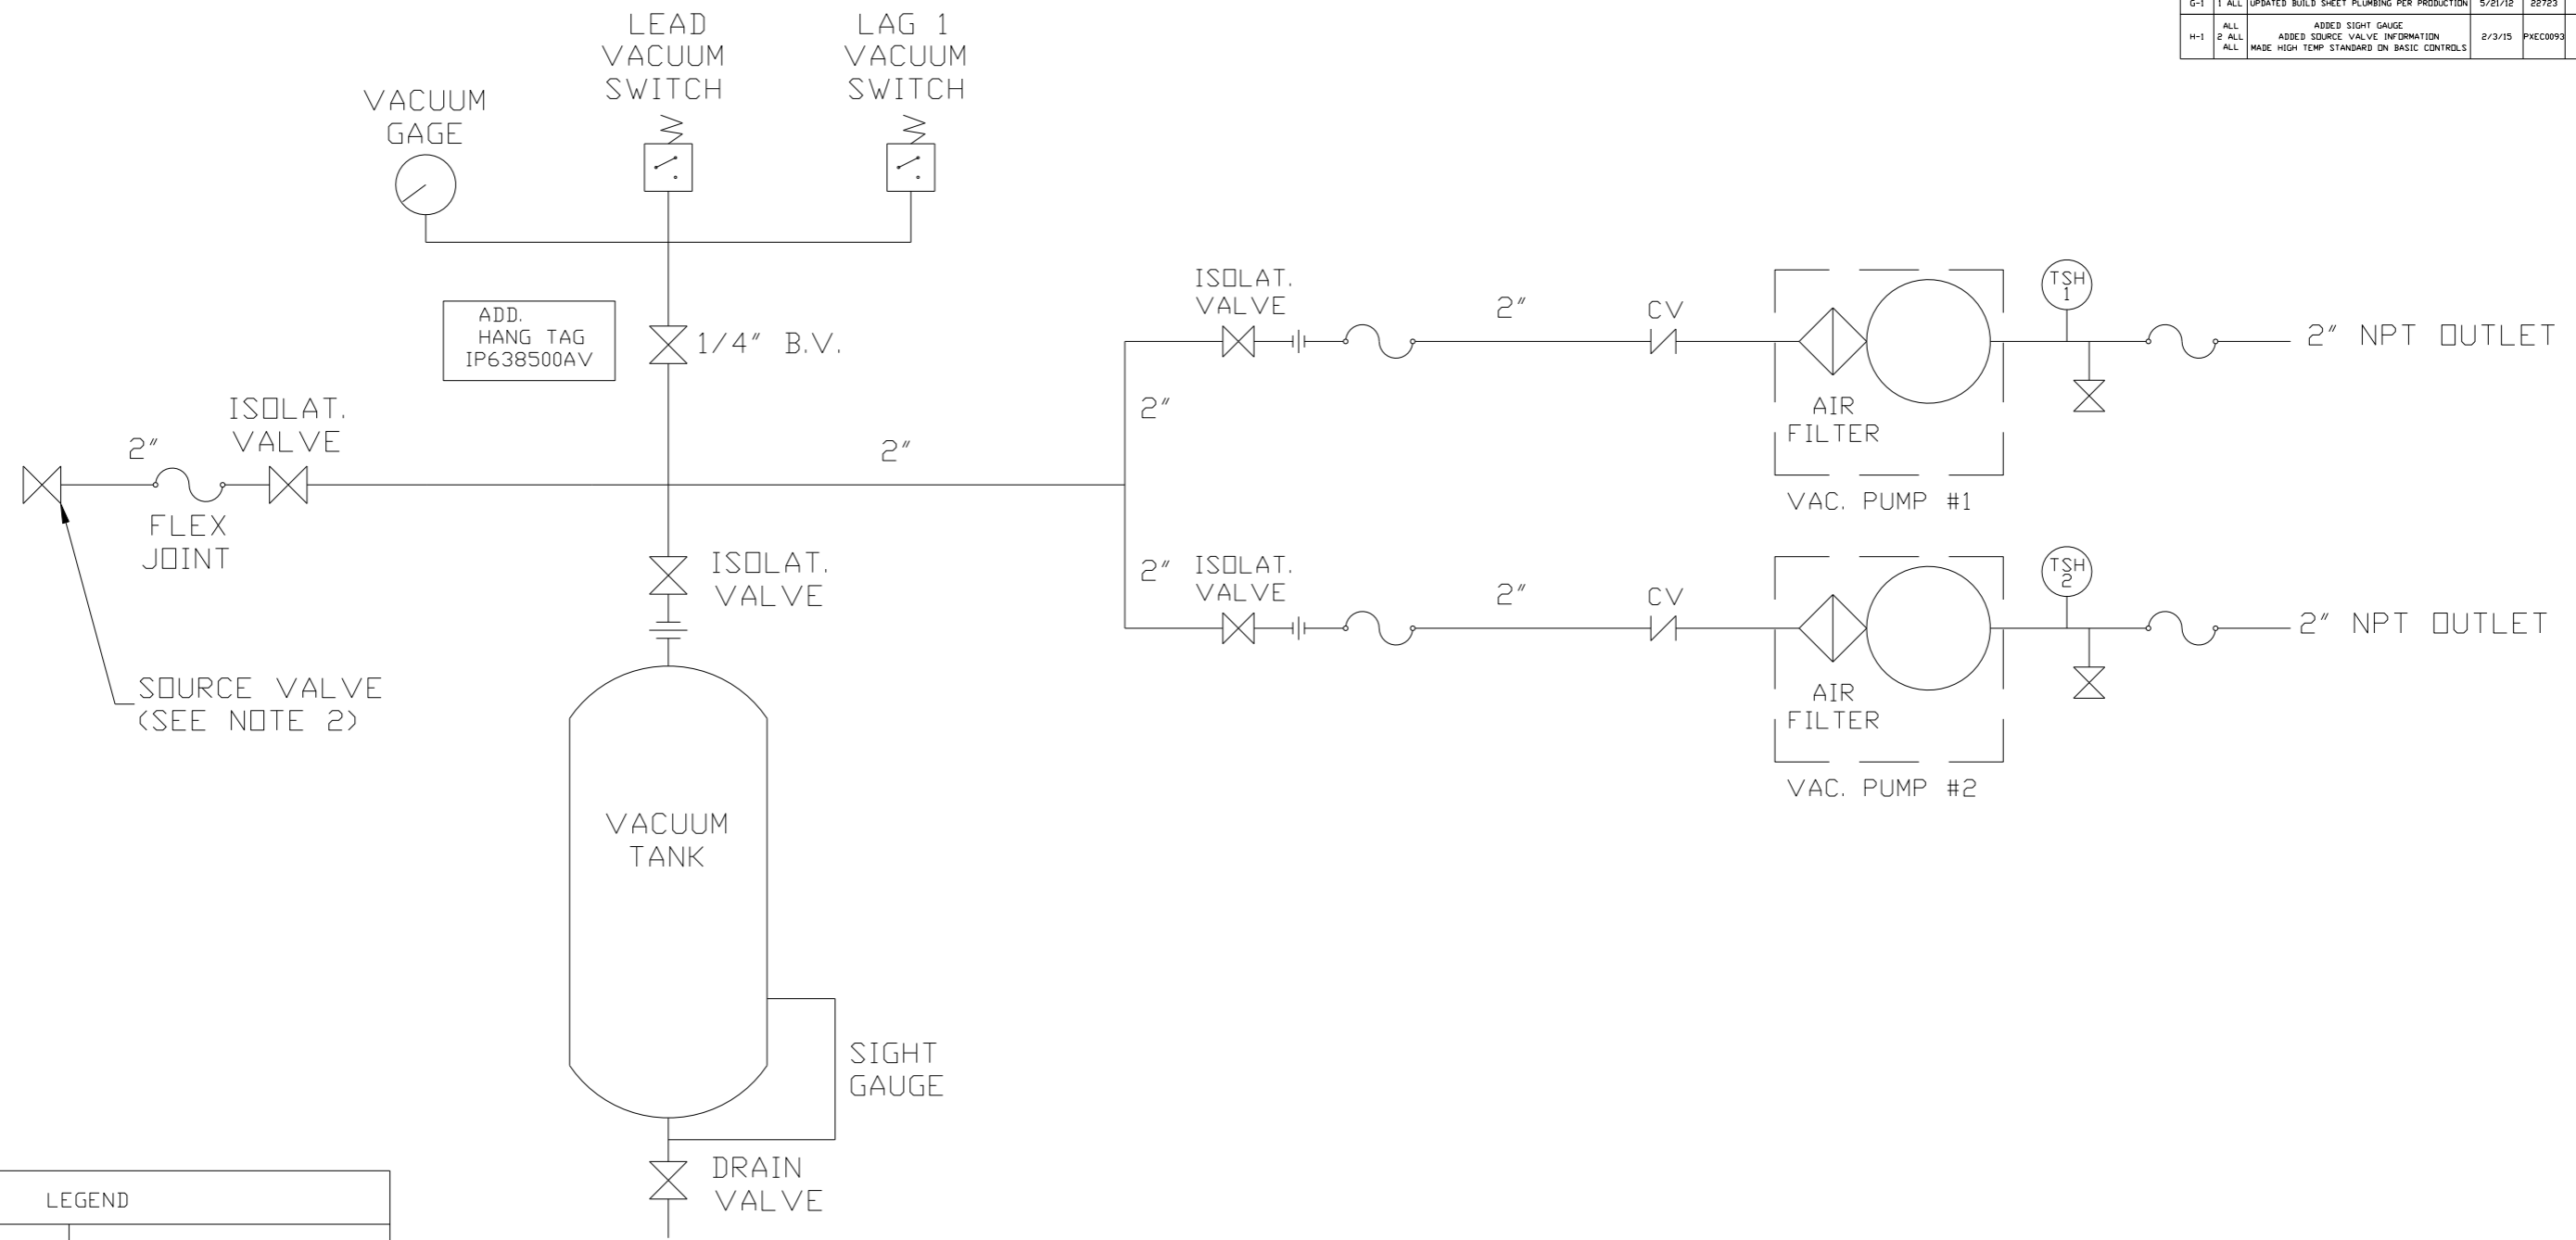 G-1 1 ALL UPDATED BUILD SHEET PLUMBING PER PRODUCTION 5/21/12 22723
ALL ADDED SIGHT GAUGE
H-1 2 ALL ADDED SOURCE VALVE INFORMATION 2/3/15 PXEC0093
ALL MADE HIGH TEMP STANDARD ON BASIC CONTROLS
LEAD
VACUUM
SWITCH
LAG 1
VACUUM
SWITCH
VACUUM
GAGE
ADD.
HANG TAG
IP638500AV
1/4" B.V.
ISOLAT.
VALVE
2"
CV
AIR
FILTER
VAC. PUMP #1
TSH
1
2" NPT OUTLET
2"
ISOLAT.
VALVE
2"
FLEX
JOINT
2"
SOURCE VALVE
(SEE NOTE 2)
ISOLAT.
VALVE
2"
ISOLAT.
VALVE
2"
CV
AIR
FILTER
VAC. PUMP #2
TSH
2
2" NPT OUTLET
VACUUM
TANK
SIGHT
GAUGE
DRAIN
VALVE
LEGEND